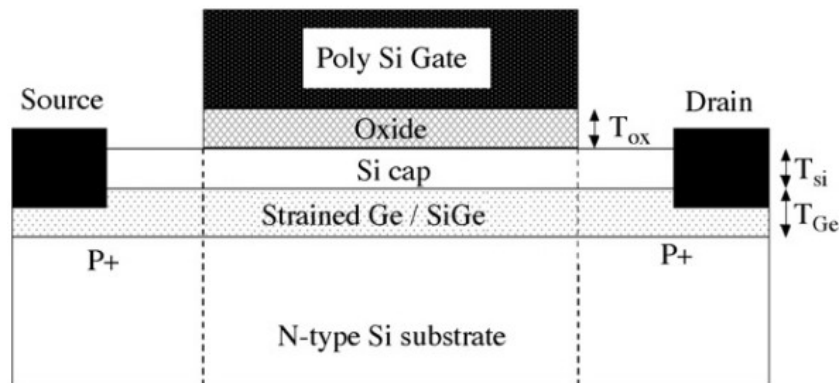 Poly Si Gate
Source
Drain
Oxide
Tox
Si cap
Tsi
Strained Ge / SiGe
TGe
P+
P+
N-type Si substrate